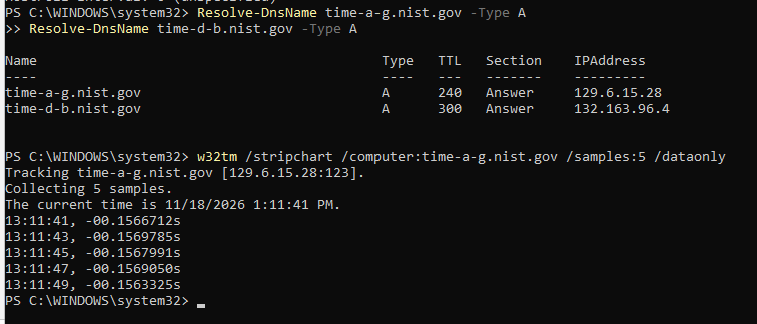 PS C:\WINDOWS\system32> Resolve-DnsName time-a-g.nist.gov -Type A
>> Resolve-DnsName time-d-b.nist.gov -Type A
Name Type TTL Section IPAddress
---- ---- --- ------- ---------
time-a-g.nist.gov A 240 Answer 129.6.15.28
time-d-b.nist.gov A 300 Answer 132.163.96.4
PS C:\WINDOWS\system32> w32tm /stripchart /computer:time-a-g.nist.gov /samples:5 /dataonly
Tracking time-a-g.nist.gov [129.6.15.28:123].
Collecting 5 samples.
The current time is 11/18/2026 1:11:41 PM.
13:11:41, -00.1566712s
13:11:43, -00.1569785s
13:11:45, -00.1567991s
13:11:47, -00.1569050s
13:11:49, -00.1563325s
PS C:\WINDOWS\system32>